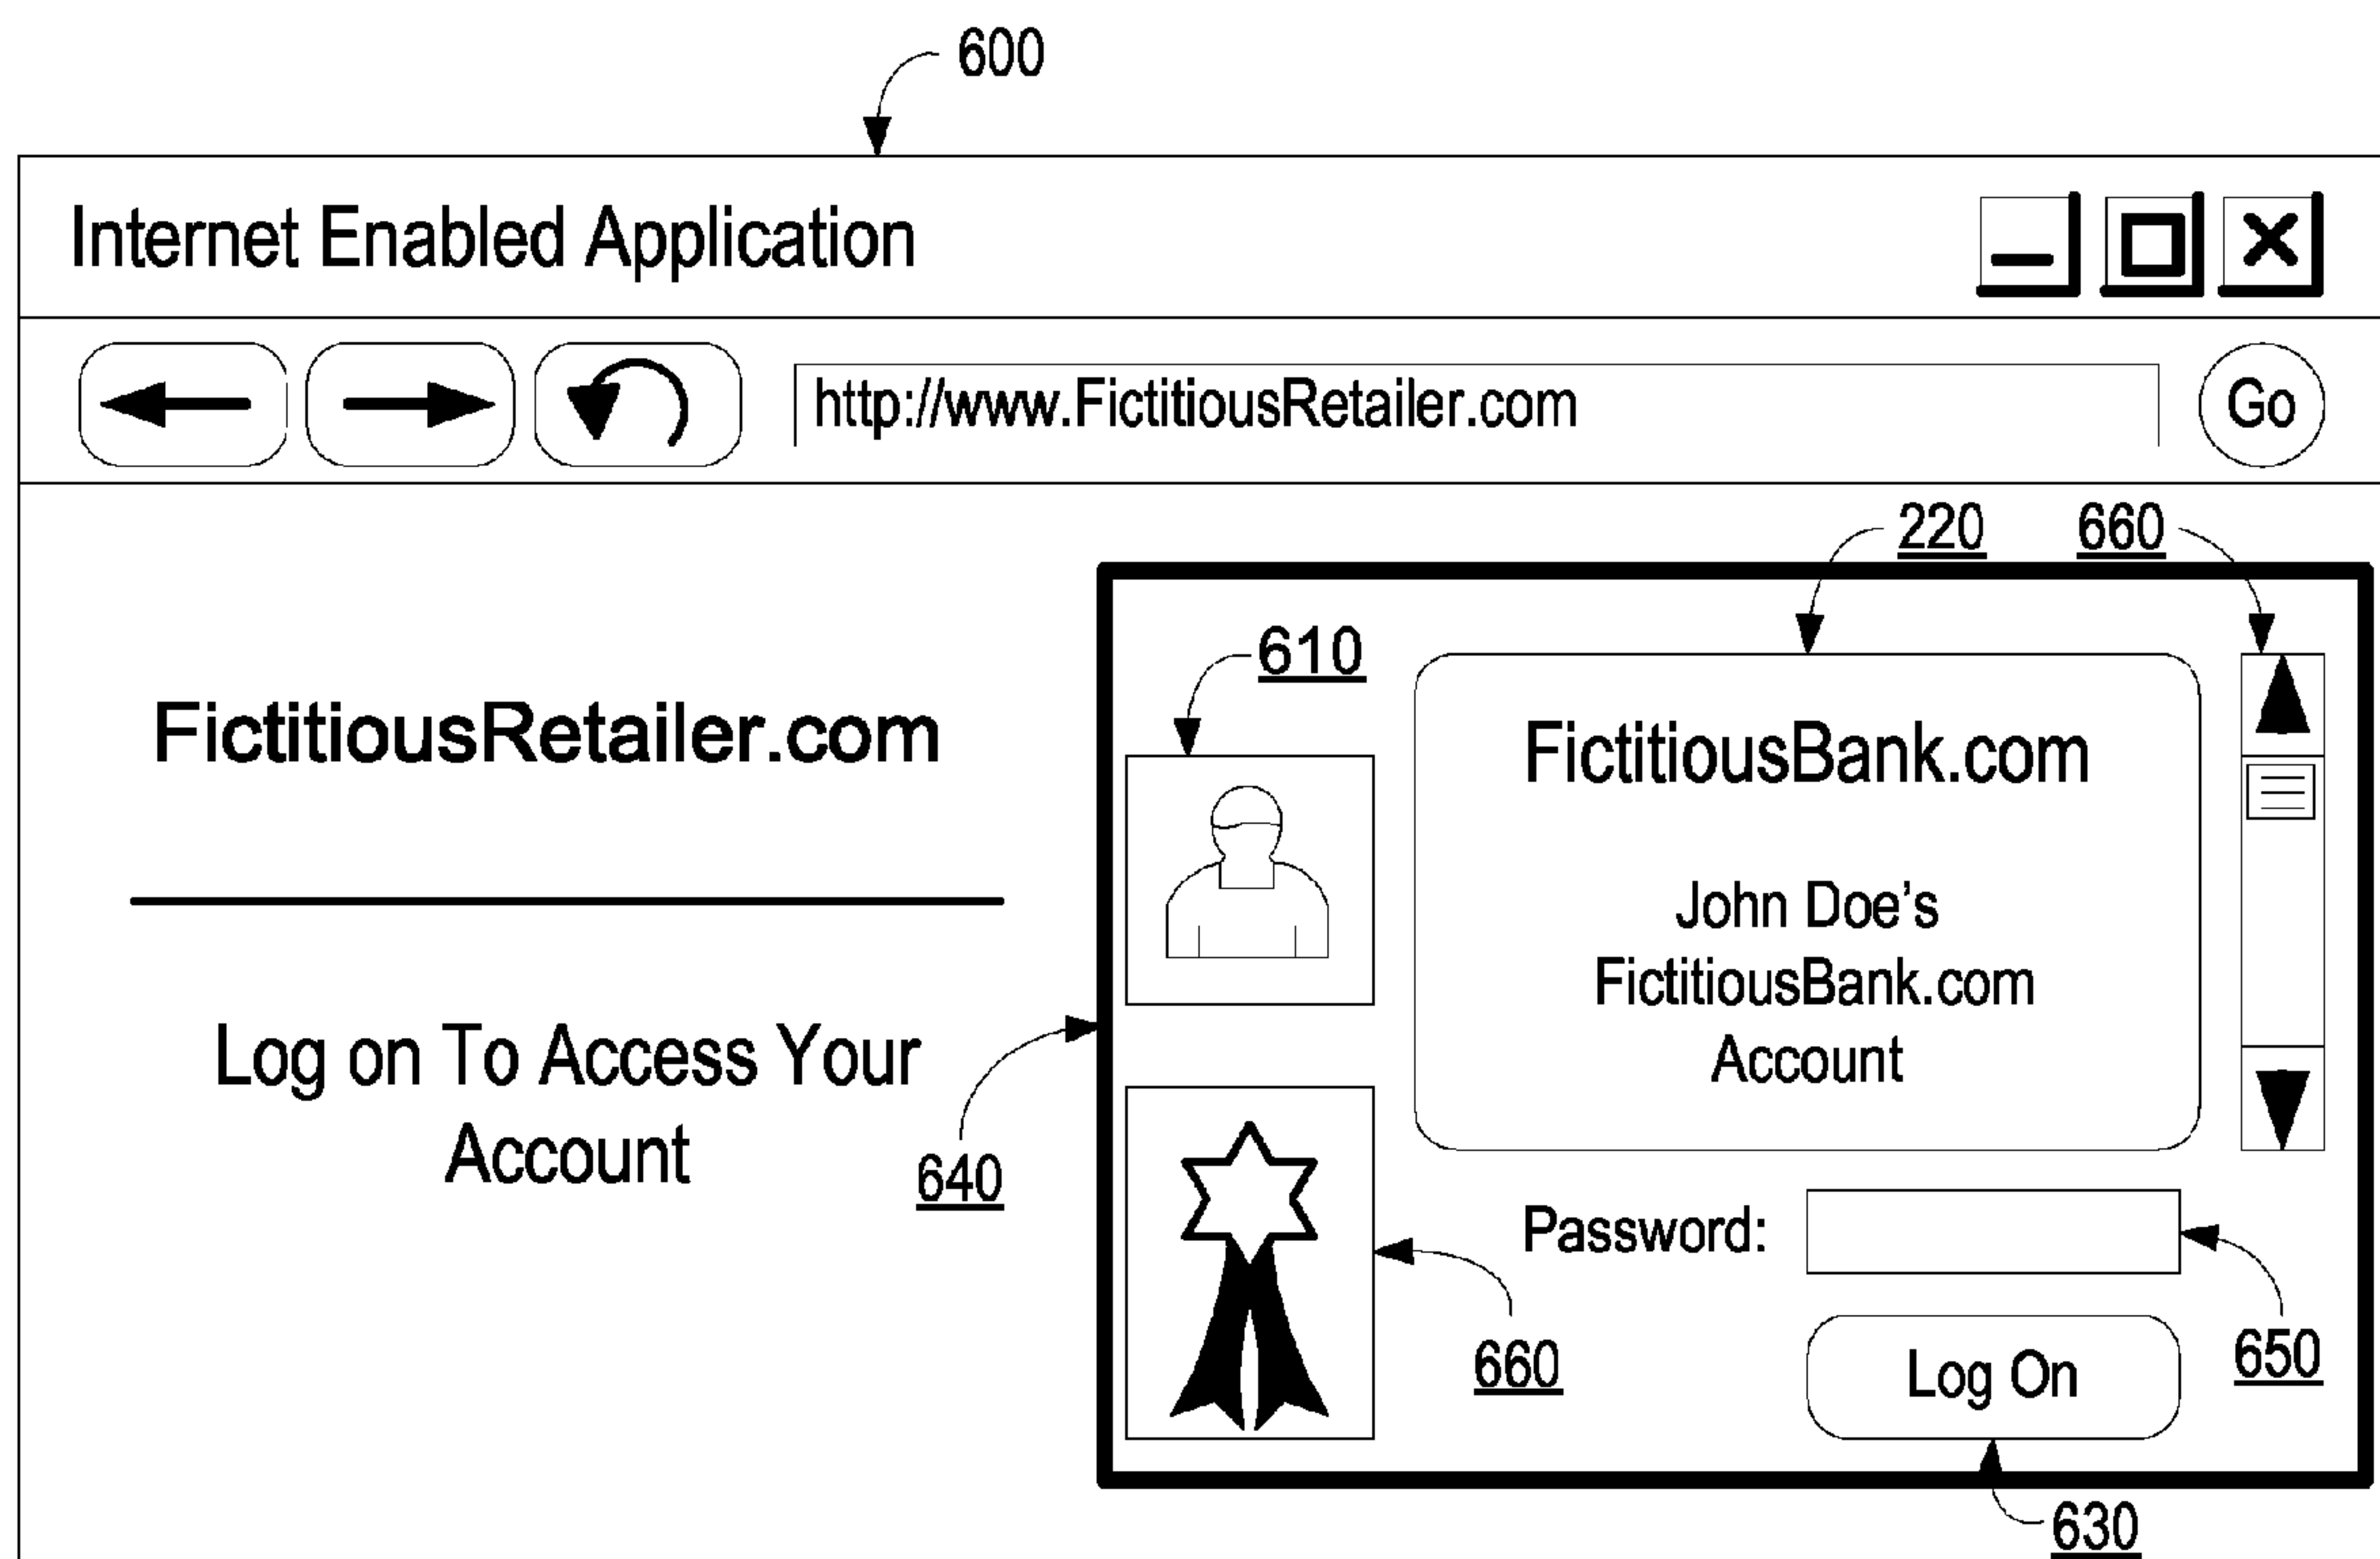 600
Internet Enabled Application
http://www.FictitiousRetailer.com
Go
220
660
610
FictitiousRetailer.com
FictitiousBank.com
John Doe's
FictitiousBank.com
Account
Log on To Access Your
Account
640
Password:
660
650
Log On
630